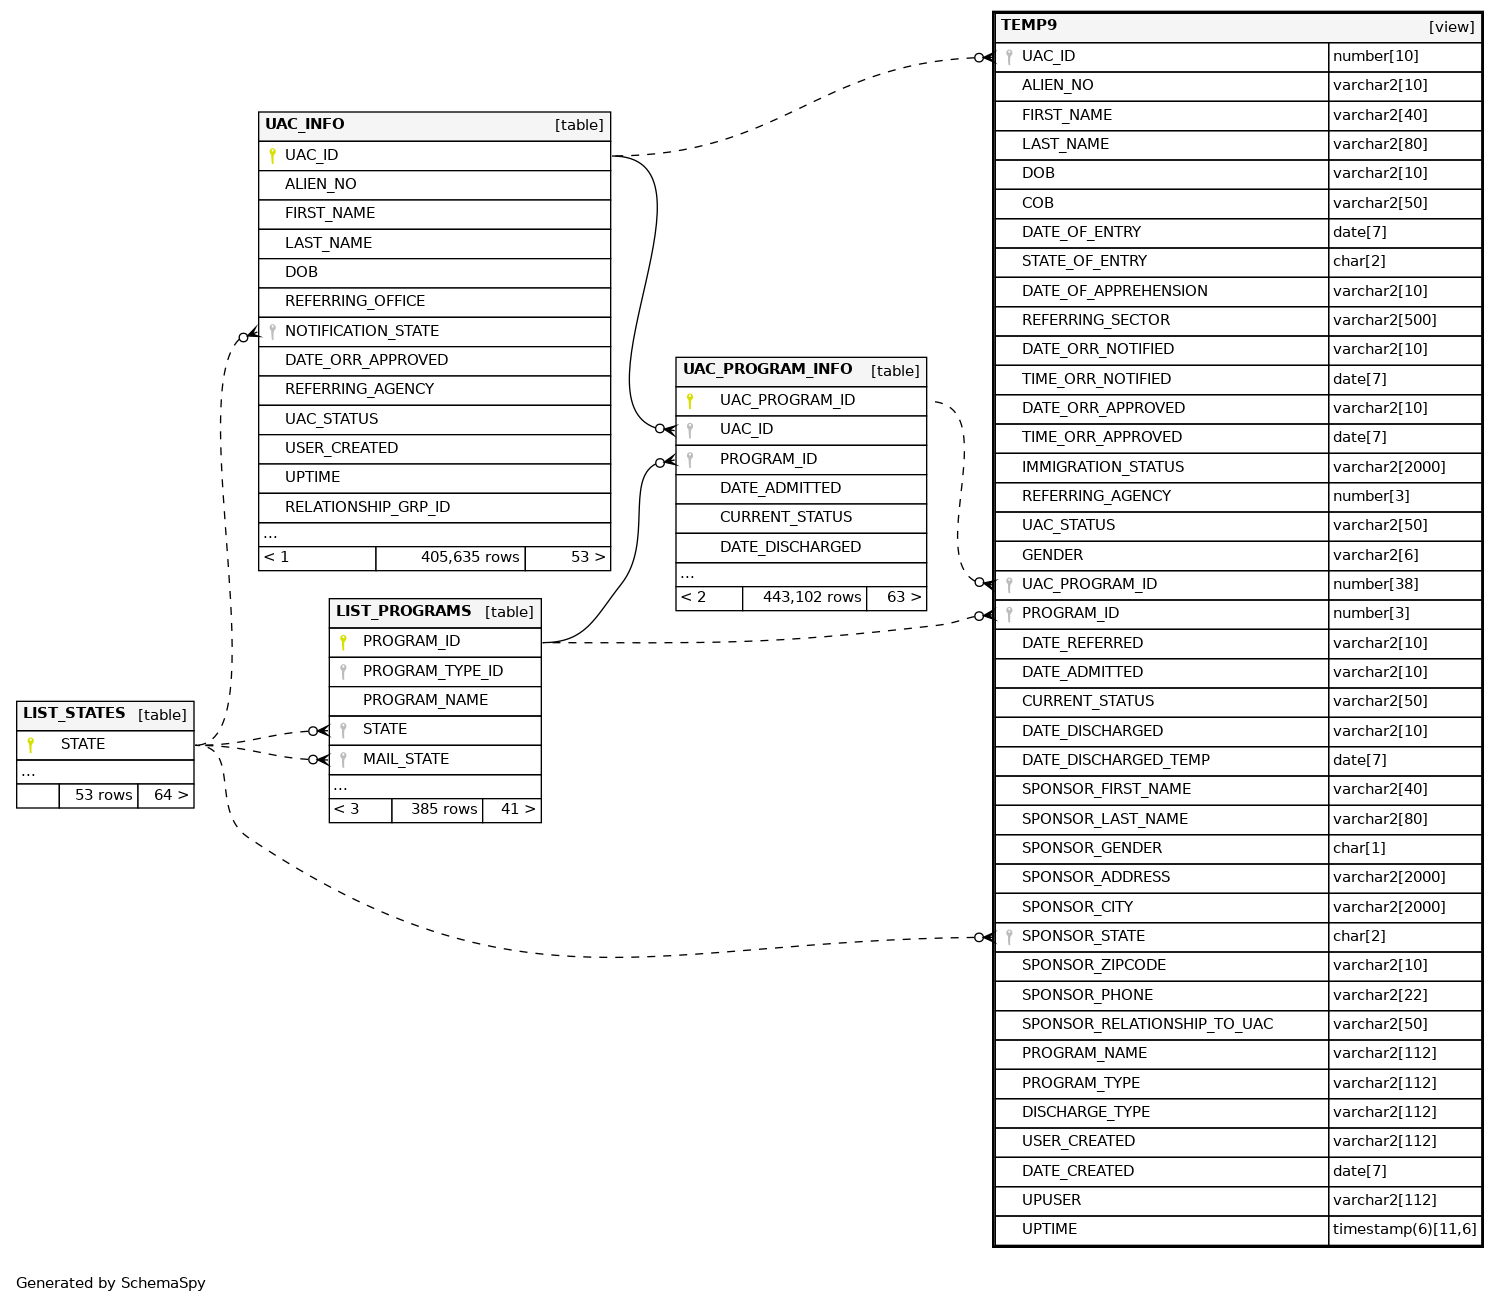 TEMP9 [view]
UAC_ID number[10]
ALIEN_NO varchar2[10]
FIRST_NAME varchar2[40]
LAST_NAME varchar2[80]
DOB varchar2[10]
COB varchar2[50]
DATE_OF_ENTRY date[7]
STATE_OF_ENTRY char[2]
DATE_OF_APPREHENSION varchar2[10]
REFERRING_SECTOR varchar2[500]
DATE_ORR_NOTIFIED varchar2[10]
TIME_ORR_NOTIFIED date[7]
DATE_ORR_APPROVED varchar2[10]
TIME_ORR_APPROVED date[7]
IMMIGRATION_STATUS varchar2[2000]
REFERRING_AGENCY number[3]
UAC_STATUS varchar2[50]
GENDER varchar2[6]
UAC_PROGRAM_ID number[38]
PROGRAM_ID number[3]
DATE_REFERRED varchar2[10]
DATE_ADMITTED varchar2[10]
CURRENT_STATUS varchar2[50]
DATE_DISCHARGED varchar2[10]
DATE_DISCHARGED_TEMP date[7]
SPONSOR_FIRST_NAME varchar2[40]
SPONSOR_LAST_NAME varchar2[80]
SPONSOR_GENDER char[1]
SPONSOR_ADDRESS varchar2[2000]
SPONSOR_CITY varchar2[2000]
SPONSOR_STATE char[2]
SPONSOR_ZIPCODE varchar2[10]
SPONSOR_PHONE varchar2[22]
SPONSOR_RELATIONSHIP_TO_UAC varchar2[50]
PROGRAM_NAME varchar2[112]
PROGRAM_TYPE varchar2[112]
DISCHARGE_TYPE varchar2[112]
USER_CREATED varchar2[112]
DATE_CREATED date[7]
UPUSER varchar2[112]
UPTIME timestamp(6)[11,6]
UAC_INFO [table]
UAC_ID
ALIEN_NO
FIRST_NAME
LAST_NAME
DOB
REFERRING_OFFICE
NOTIFICATION_STATE
DATE_ORR_APPROVED
REFERRING_AGENCY
UAC_STATUS
USER_CREATED
UPTIME
RELATIONSHIP_GRP_ID
...
< 1 405,635 rows 53 >
UAC_PROGRAM_INFO [table]
UAC_PROGRAM_ID
UAC_ID
PROGRAM_ID
DATE_ADMITTED
CURRENT_STATUS
DATE_DISCHARGED
...
< 2 443,102 rows 63 >
LIST_PROGRAMS [table]
PROGRAM_ID
PROGRAM_TYPE_ID
PROGRAM_NAME
STATE
MAIL_STATE
...
< 3 385 rows 41 >
LIST_STATES [table]
STATE
...
53 rows 64 >
Generated by SchemaSpy